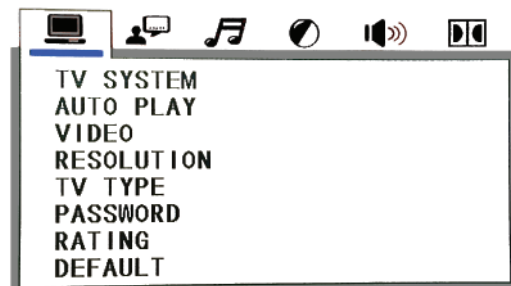 TV SYSTEM
AUTO PLAY
VIDEO
RESOLUTION
TV TYPE
PASSWORD
RATING
DEFAULT